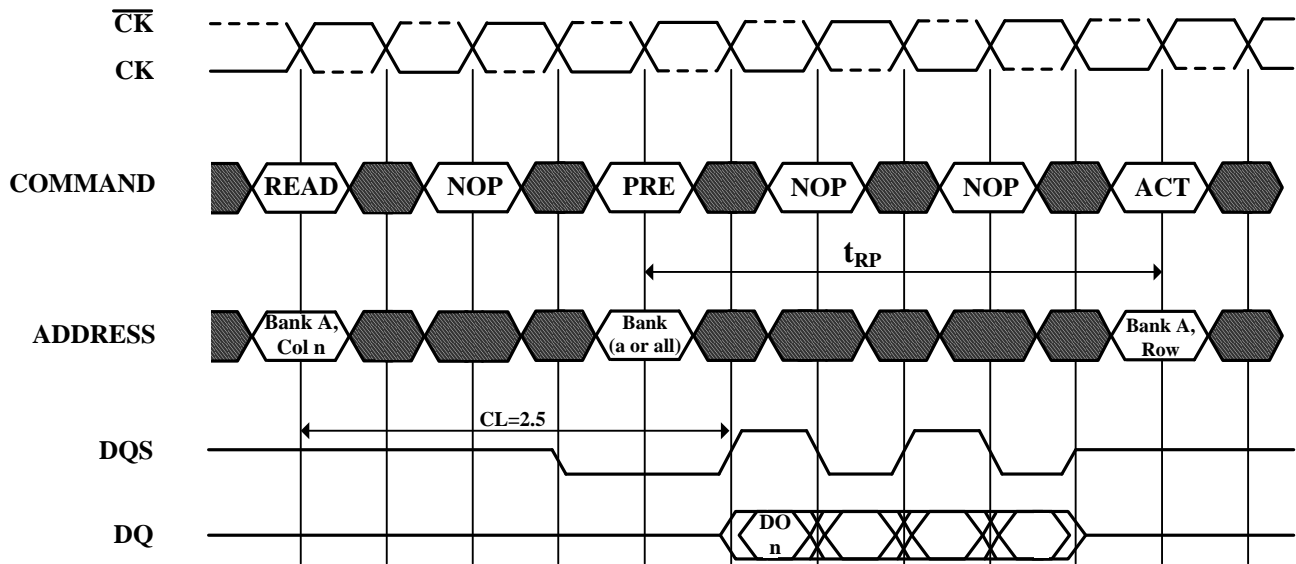 CK
CK
COMMAND
READ
NOP
PRE
NOP
NOP
ACT
tRP
ADDRESS
Bank A,
Col n
Bank
(a or all)
Bank A,
Row
CL=2.5
DQS
DQ
DO
n